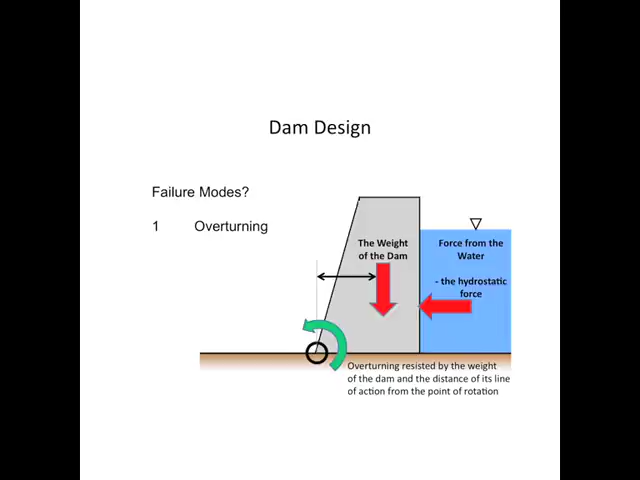 Dam Design
Failure Modes?
1 Overturning
The Weight
of the Dam
Force from the
Water
- the hydrostatic
force
Overturning resisted by the weight
of the dam and the distance of its line
of action from the point of rotation